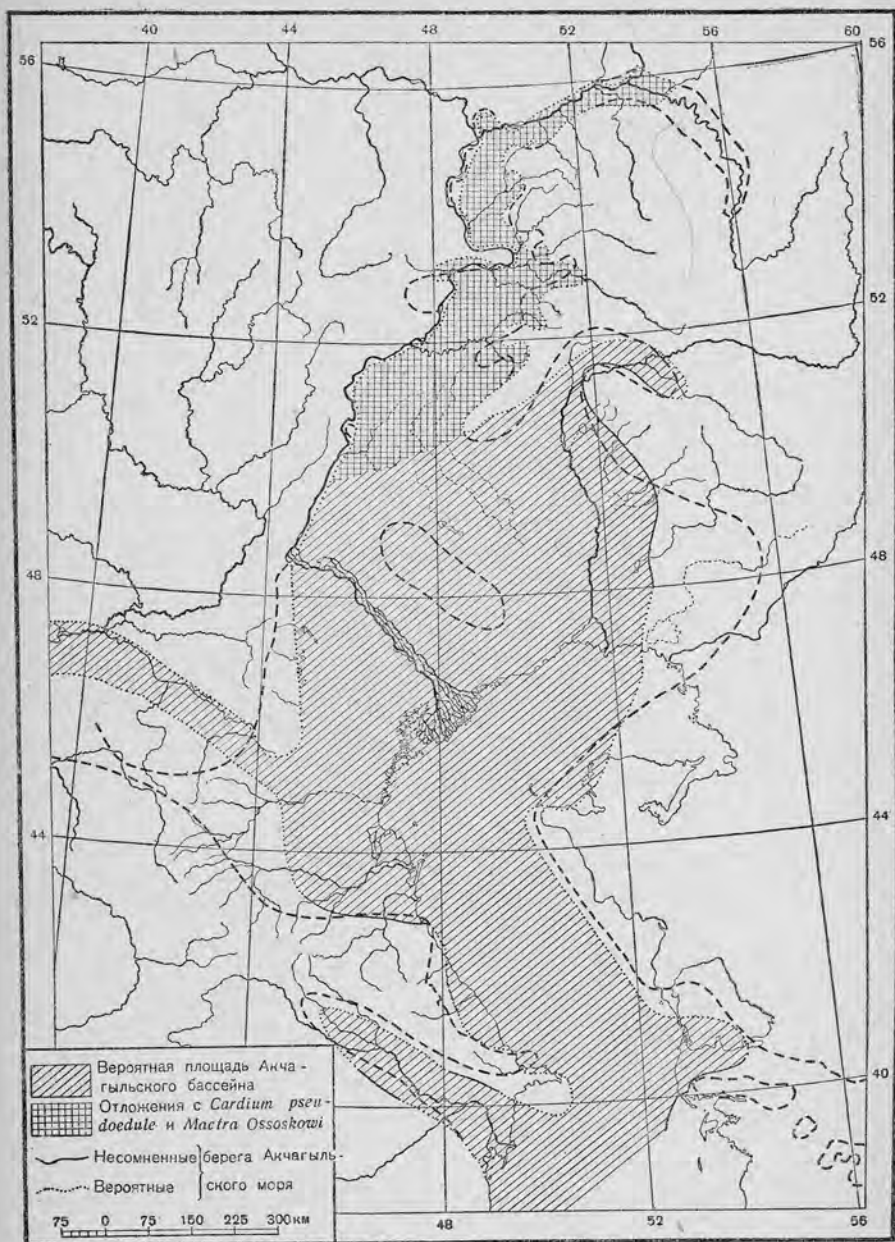 40 44 48 52 56 60
56 56
52 52
48 48
44 44
40
Вероятная площадь Акча-
гыльского бассейна
Отложения с Cardium pseu-
doedule и Mactra Ossoskowi
Несомненные берега Акчагыль-
Вероятные ского моря
75 0 75 150 225 300 км
48 52 56